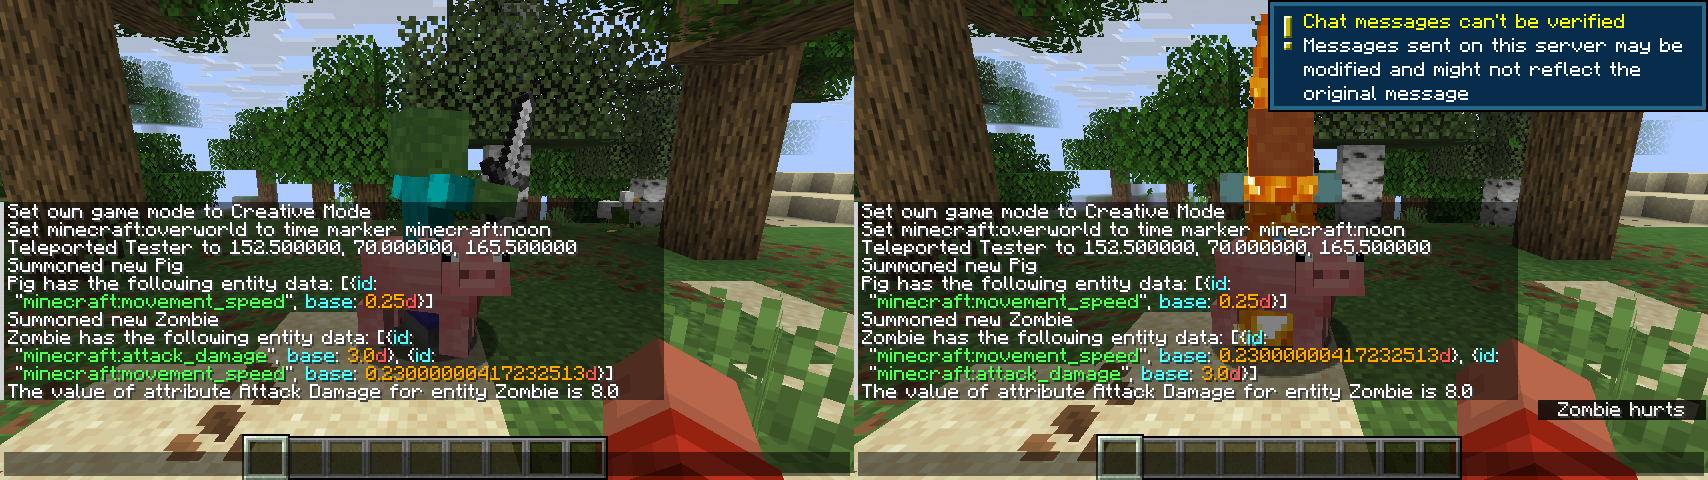 Set own game mode to Creative Mode
Set minecraft:overworld to time marker minecraft:noon
Teleported Tester to 152.500000, 70.000000, 165.500000
Summoned new Pig
Pig has the following entity data: [{id:
"minecraft:movement_speed", base: 0.25d}]
Summoned new Zombie
Zombie has the following entity data: [{id:
"minecraft:attack_damage", base: 3.0d}, {id:
"minecraft:movement_speed", base: 0.23000000417232513d}]
The value of attribute Attack Damage for entity Zombie is 8.0
Chat messages can't be verified
Messages sent on this server may be
modified and might not reflect the
original message
Set own game mode to Creative Mode
Set minecraft:overworld to time marker minecraft:noon
Teleported Tester to 152.500000, 70.000000, 165.500000
Summoned new Pig
Pig has the following entity data: [{id:
"minecraft:movement_speed", base: 0.25d}]
Summoned new Zombie
Zombie has the following entity data: [{id:
"minecraft:movement_speed", base: 0.23000000417232513d}, {id:
"minecraft:attack_damage", base: 3.0d}]
The value of attribute Attack Damage for entity Zombie is 8.0
Zombie hurts